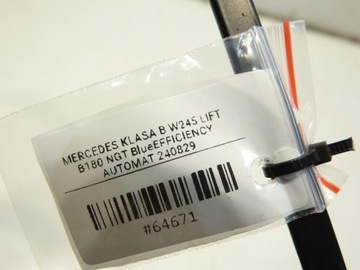 MERCEDES KLASA B W245 LIFT
B180 NGT BlueEFFICIENCY
AUTOMAT 240829
#64671